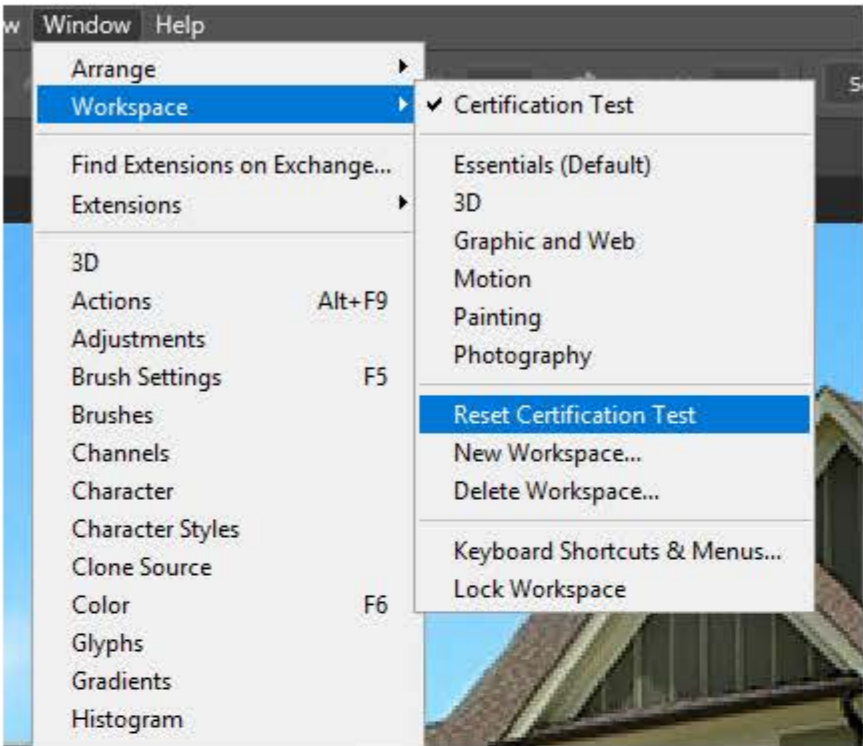 w Window Help
Arrange
Workspace
Find Extensions on Exchange...
Extensions
3D
Actions Alt+F9
Adjustments
Brush Settings F5
Brushes
Channels
Character
Character Styles
Clone Source
Color F6
Glyphs
Gradients
Histogram
Certification Test
Essentials (Default)
3D
Graphic and Web
Motion
Painting
Photography
Reset Certification Test
New Workspace...
Delete Workspace...
Keyboard Shortcuts & Menus...
Lock Workspace